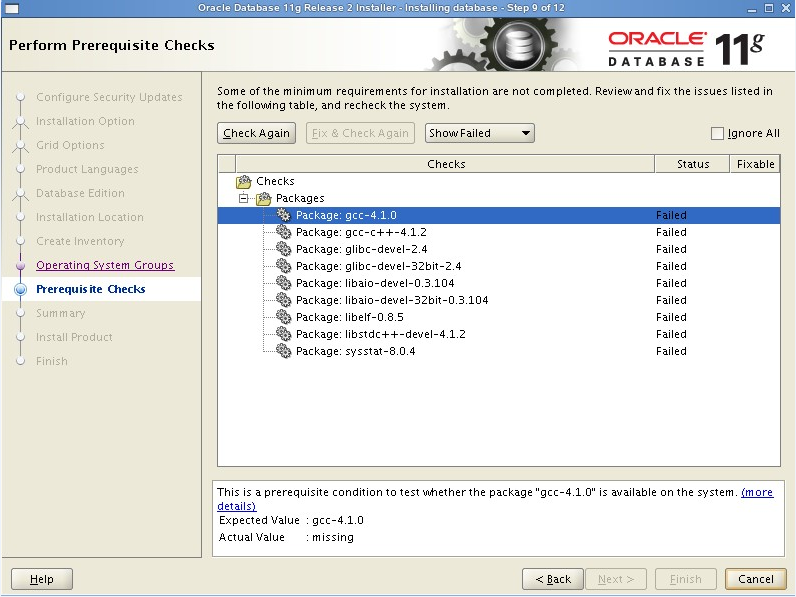 Oracle Database 11g Release 2 Installer - Installing database - Step 9 of 12
Perform Prerequisite Checks
ORACLE
DATABASE
11g
Configure Security Updates
Installation Option
Grid Options
Product Languages
Database Edition
Installation Location
Create Inventory
Operating System Groups
Prerequisite Checks
Summary
Install Product
Finish
Some of the minimum requirements for installation are not completed. Review and fix the issues listed in
the following table, and recheck the system.
Check Again Fix & Check Again Show Failed Ignore All
Checks Status Fixable
Checks
Packages
Package: gcc-4.1.0 Failed
Package: gcc-c++-4.1.2 Failed
Package: glibc-devel-2.4 Failed
Package: glibc-devel-32bit-2.4 Failed
Package: libaio-devel-0.3.104 Failed
Package: libaio-devel-32bit-0.3.104 Failed
Package: libelf-0.8.5 Failed
Package: libstdc++-devel-4.1.2 Failed
Package: sysstat-8.0.4 Failed
This is a prerequisite condition to test whether the package "gcc-4.1.0" is available on the system. (more
details)
Expected Value : gcc-4.1.0
Actual Value : missing
Help < Back Next > Finish Cancel